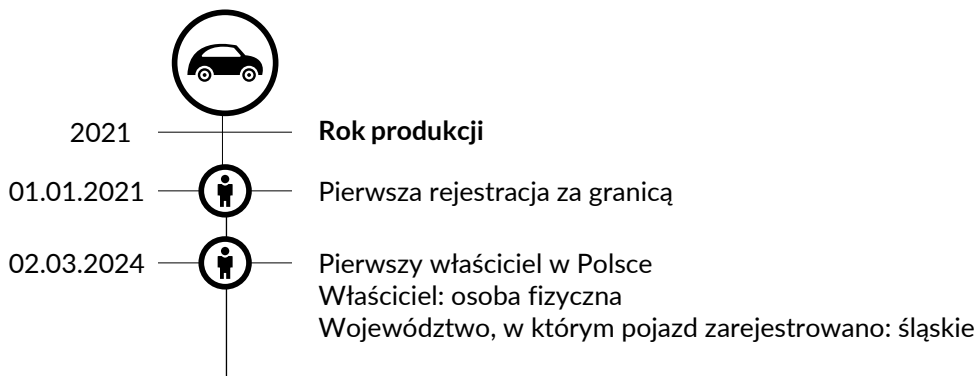 2021 Rok produkcji
01.01.2021 Pierwsza rejestracja za granicą
02.03.2024 Pierwszy właściciel w Polsce
Właściciel: osoba fizyczna
Województwo, w którym pojazd zarejestrowano: śląskie